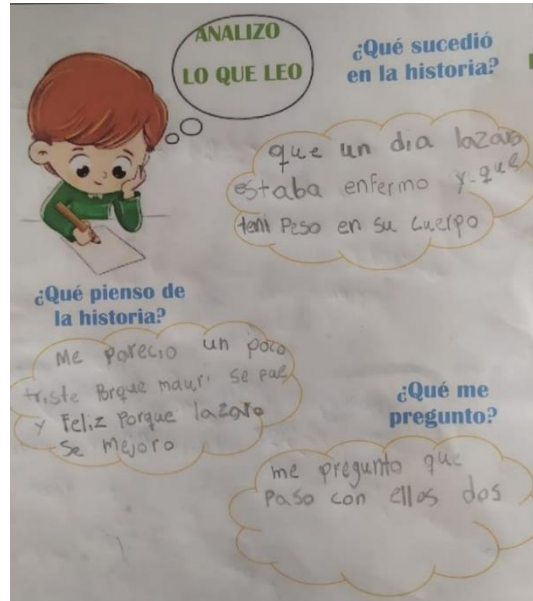 ANALIZO
LO QUE LEO
¿Qué sucedió
en la historia?
que un dia lazaro
estaba enfermo y que
teni peso en su cuerpo
¿Qué pienso de
la historia?
Me parecio un poco
triste Porque mauri se
y Feliz Porque lazaro
se mejoro
¿Qué me
pregunto?
me pregunto que
paso con ellos dos